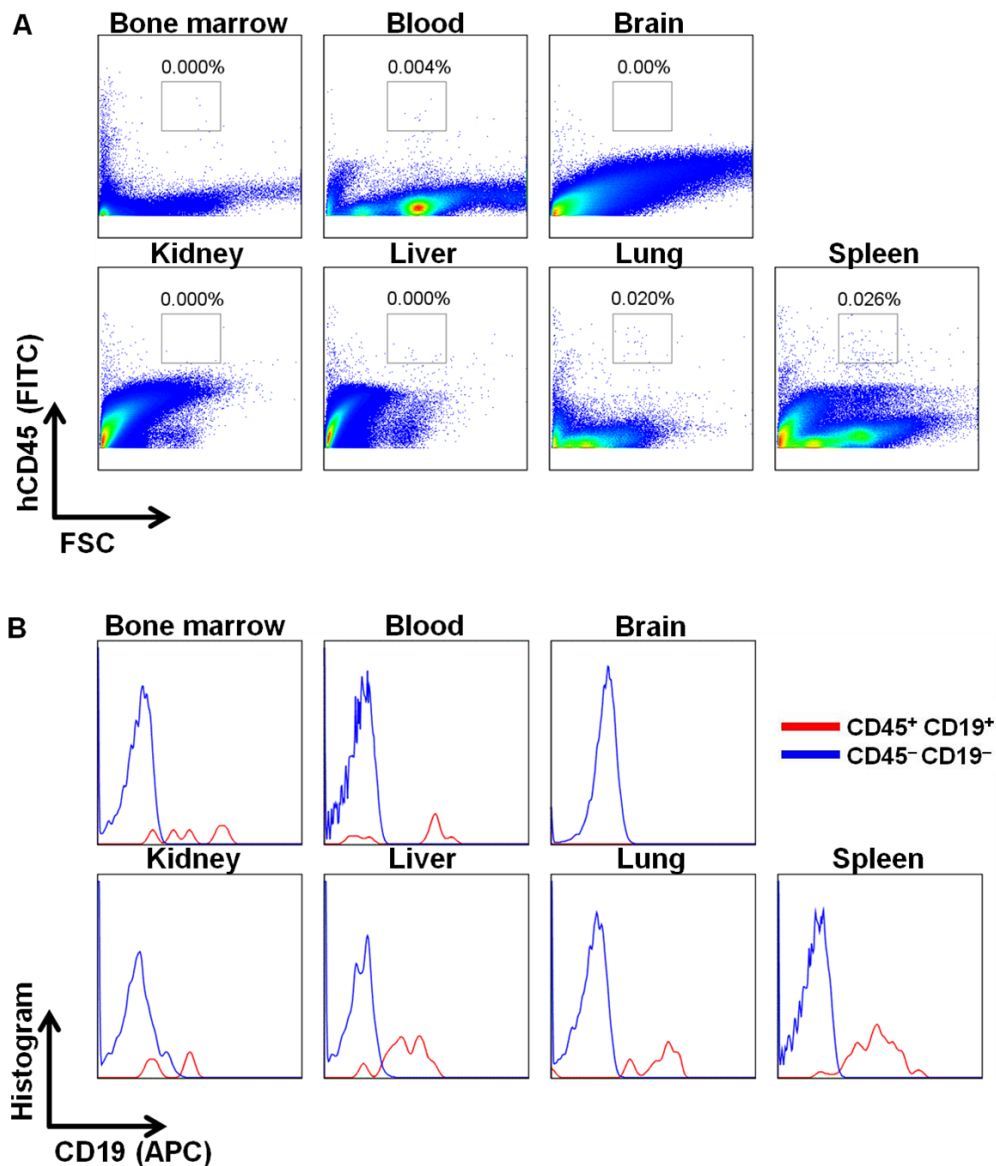 A
Bone marrow
Blood
Brain
0.000%
0.004%
0.00%
Kidney
Liver
Lung
Spleen
0.000%
0.000%
0.020%
0.026%
hCD45 (FITC)
FSC
B
Bone marrow
Blood
Brain
CD45⁺ CD19⁺
CD45⁻ CD19⁻
Kidney
Liver
Lung
Spleen
Histogram
CD19 (APC)